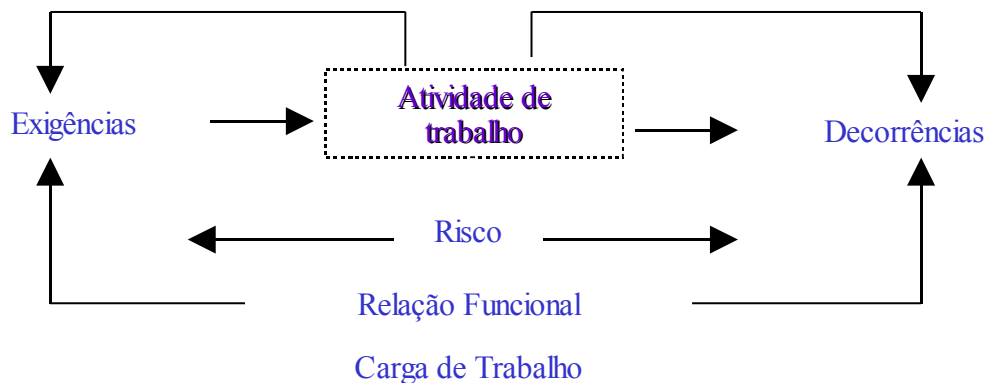 Atividade de
trabalho
Exigências
Decorrências
Risco
Relação Funcional
Carga de Trabalho